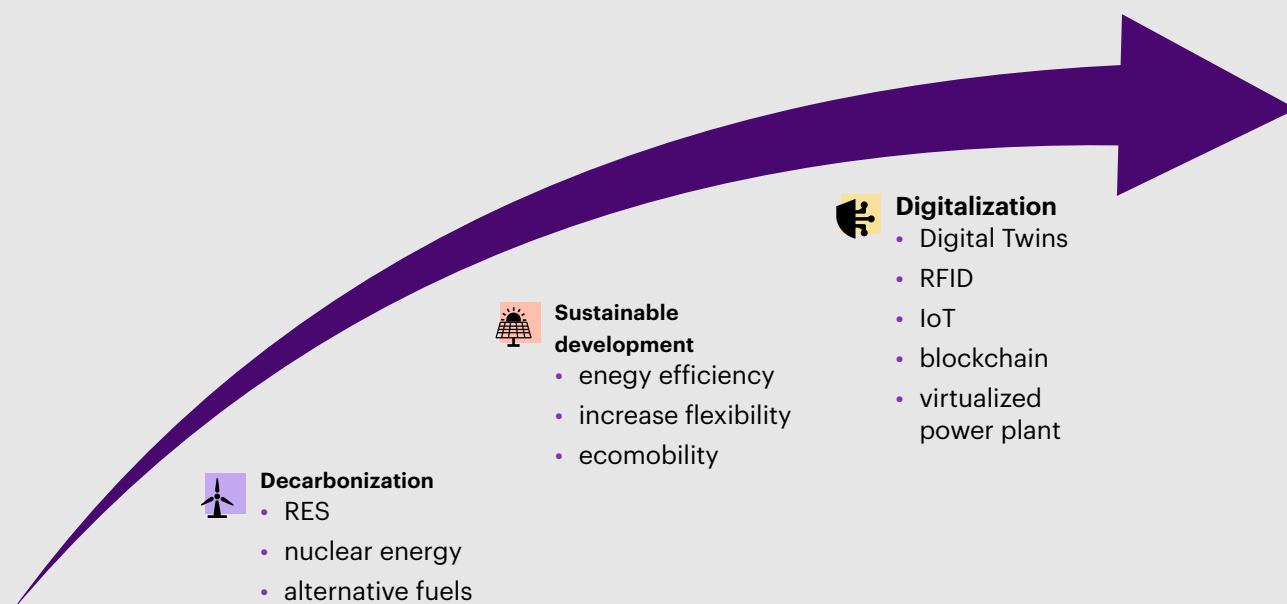 Digitalization
• Digital Twins
• RFID
• IoT
• blockchain
• virtualized
power plant
Sustainable
development
• enegy efficiency
• increase flexibility
• ecomobility
Decarbonization
• RES
• nuclear energy
• alternative fuels